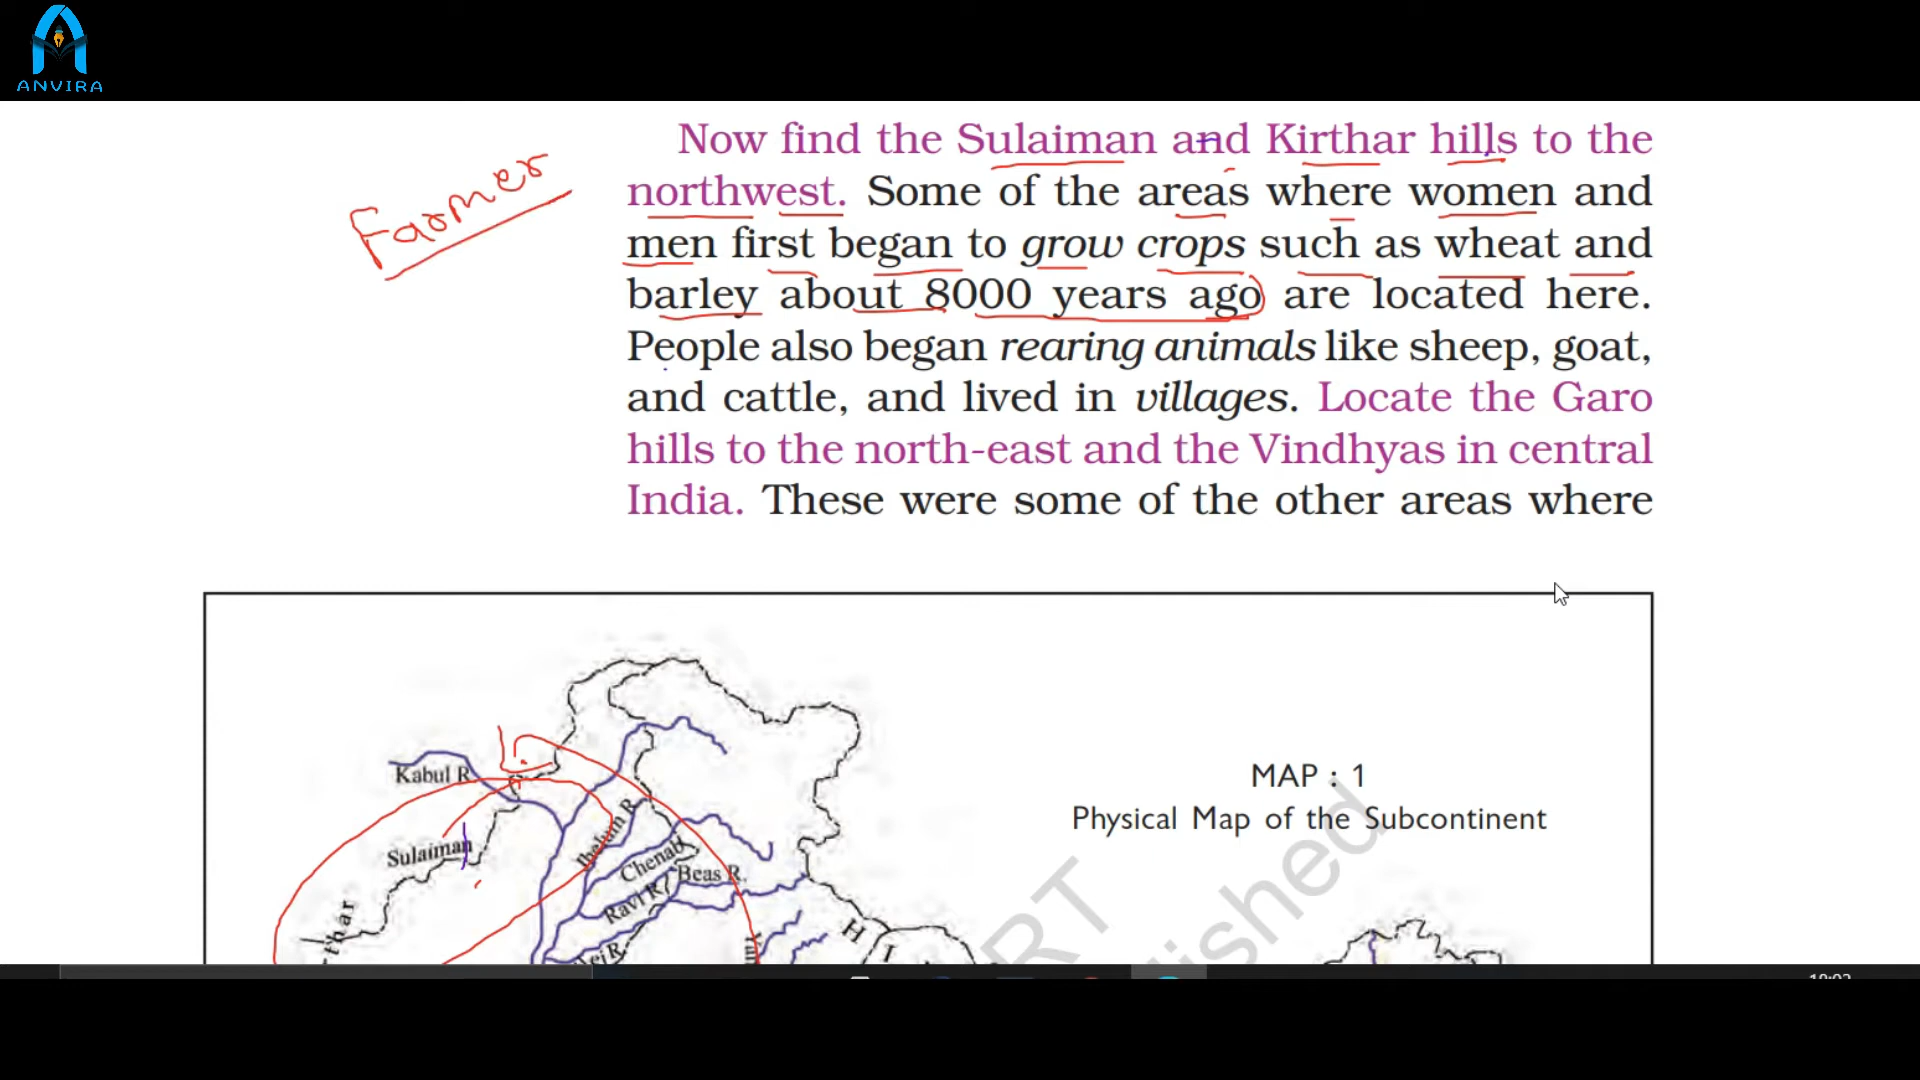 ANVIRA
Now find the Sulaiman and Kirthar hills to the
northwest. Some of the areas where women and
men first began to grow crops such as wheat and
barley about 8000 years ago are located here.
People also began rearing animals like sheep, goat,
and cattle, and lived in villages. Locate the Garo
hills to the north-east and the Vindhyas in central
India. These were some of the other areas where
Farmer
MAP : 1
Physical Map of the Subcontinent
Kabul R.
Sulaiman
Jhelum R.
Chenab
Beas R.
Ravi R.
thar
H I